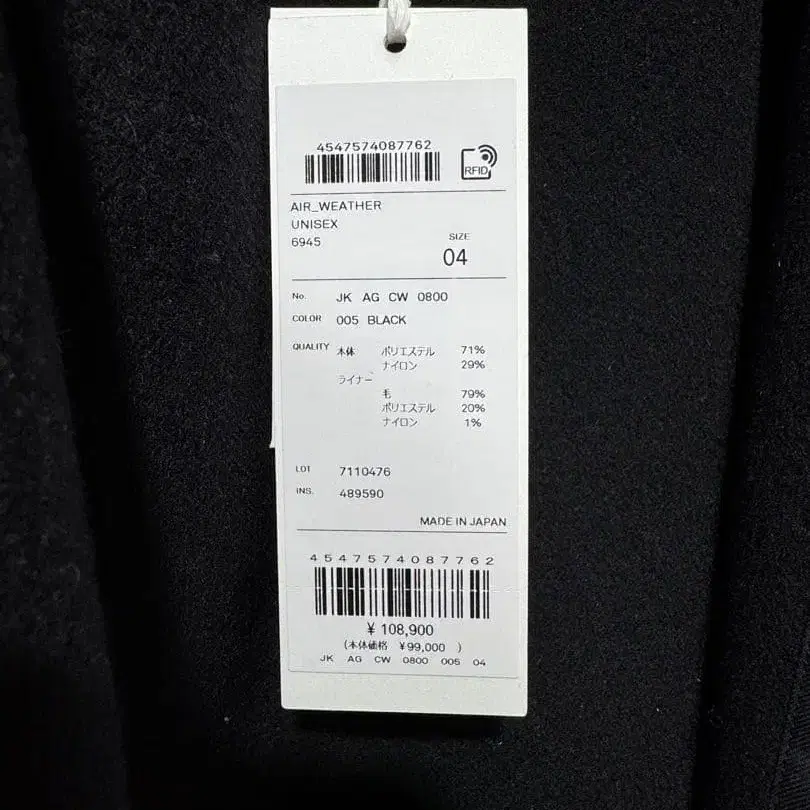 4547574087762
RFID
AIR_WEATHER
UNISEX
6945
SIZE
04
No. JK AG CW 0800
COLOR 005 BLACK
QUALITY 本体 ポリエステル 71%
ナイロン 29%
ライナー
毛 79%
ポリエステル 20%
ナイロン 1%
LOT 7110476
INS. 489590
MADE IN JAPAN
4547574087762
¥ 108,900
(本体価格 ¥99,000 )
JK AG CW 0800 005 04